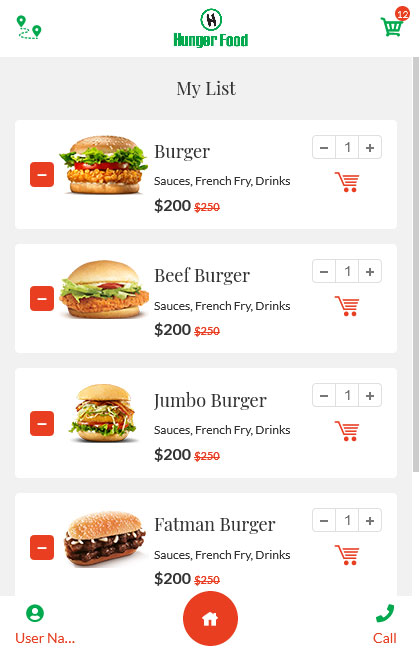 12
Hunger Food
My List
Burger
1
Sauces, French Fry, Drinks
$200 $250
Beef Burger
1
Sauces, French Fry, Drinks
$200 $250
Jumbo Burger
1
Sauces, French Fry, Drinks
$200 $250
Fatman Burger
1
Sauces, French Fry, Drinks
$200 $250
User Na...
Call